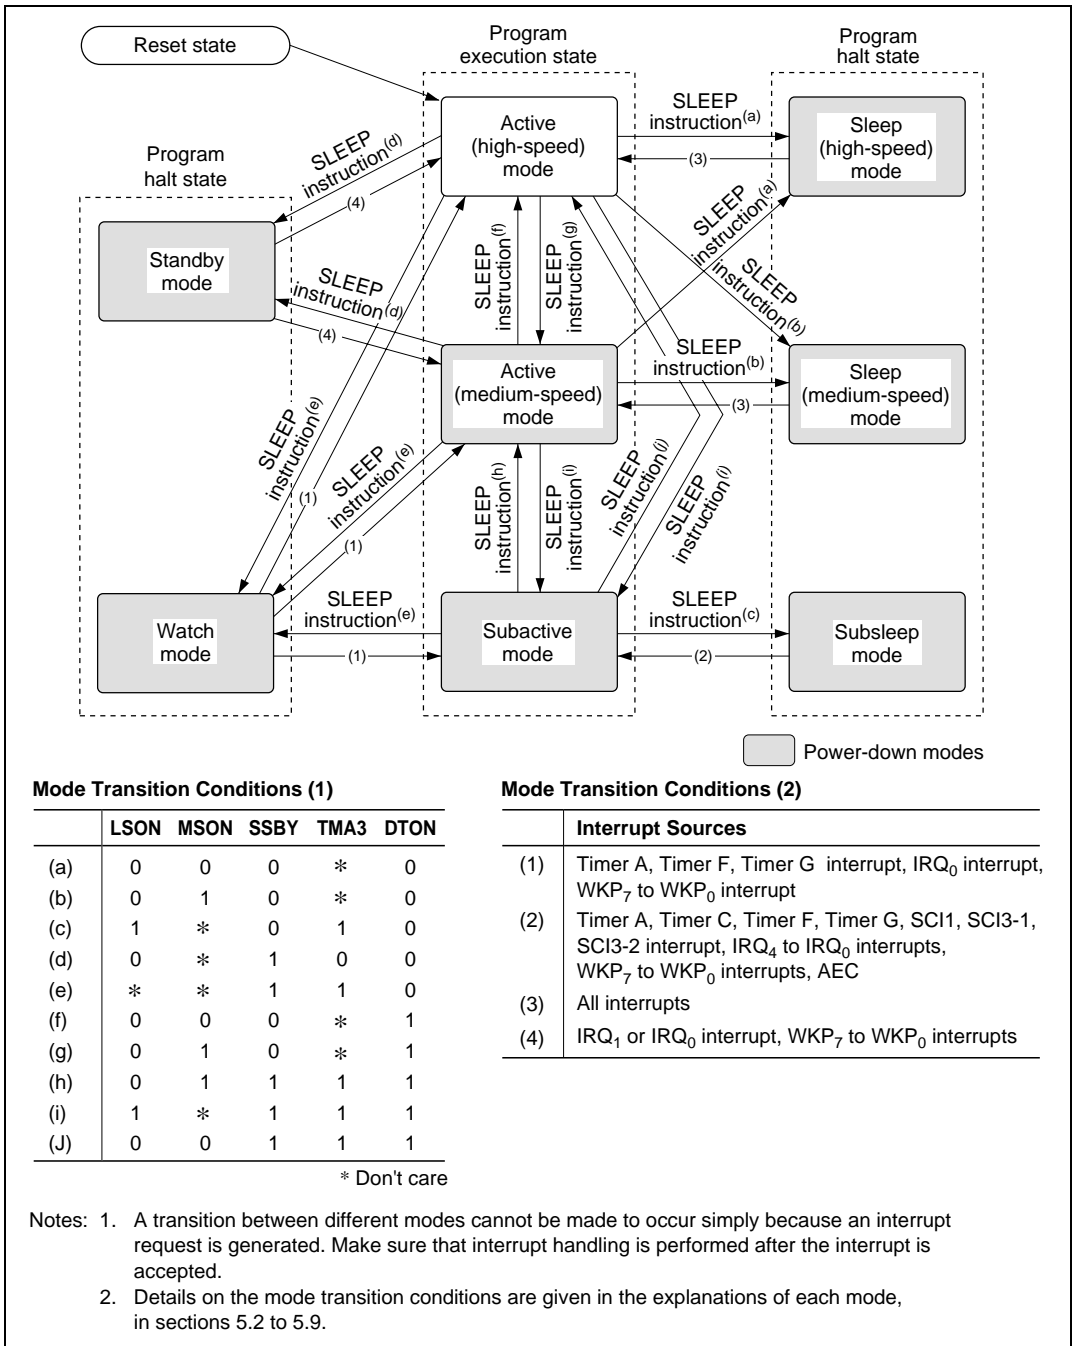 Reset state
Program
execution state
Program
halt state
Program
halt state
Active
(high-speed)
mode
SLEEP
instruction(a)
(3)
Sleep
(high-speed)
mode
SLEEP
instruction(d)
(4)
Standby
mode
SLEEP
instruction(d)
(4)
SLEEP
instruction(f)
SLEEP
instruction(g)
SLEEP
instruction(a)
SLEEP
instruction(b)
Active
(medium-speed)
mode
SLEEP
instruction(b)
(3)
Sleep
(medium-speed)
mode
SLEEP
instruction(e)
(1)
SLEEP
instruction(e)
(1)
SLEEP
instruction(h)
SLEEP
instruction(i)
SLEEP
instruction(j)
SLEEP
instruction(i)
Watch
mode
SLEEP
instruction(e)
(1)
Subactive
mode
SLEEP
instruction(c)
(2)
Subsleep
mode
Power-down modes
Mode Transition Conditions (1)
LSON MSON SSBY TMA3 DTON
(a) 0 0 0 * 0
(b) 0 1 0 * 0
(c) 1 * 0 1 0
(d) 0 * 1 0 0
(e) * * 1 1 0
(f) 0 0 0 * 1
(g) 0 1 0 * 1
(h) 0 1 1 1 1
(i) 1 * 1 1 1
(J) 0 0 1 1 1
* Don't care
Mode Transition Conditions (2)
Interrupt Sources
(1) Timer A, Timer F, Timer G interrupt, IRQ0 interrupt,
WKP7 to WKP0 interrupt
(2) Timer A, Timer C, Timer F, Timer G, SCI1, SCI3-1,
SCI3-2 interrupt, IRQ4 to IRQ0 interrupts,
WKP7 to WKP0 interrupts, AEC
(3) All interrupts
(4) IRQ1 or IRQ0 interrupt, WKP7 to WKP0 interrupts
Notes: 1. A transition between different modes cannot be made to occur simply because an interrupt
request is generated. Make sure that interrupt handling is performed after the interrupt is
accepted.
2. Details on the mode transition conditions are given in the explanations of each mode,
in sections 5.2 to 5.9.